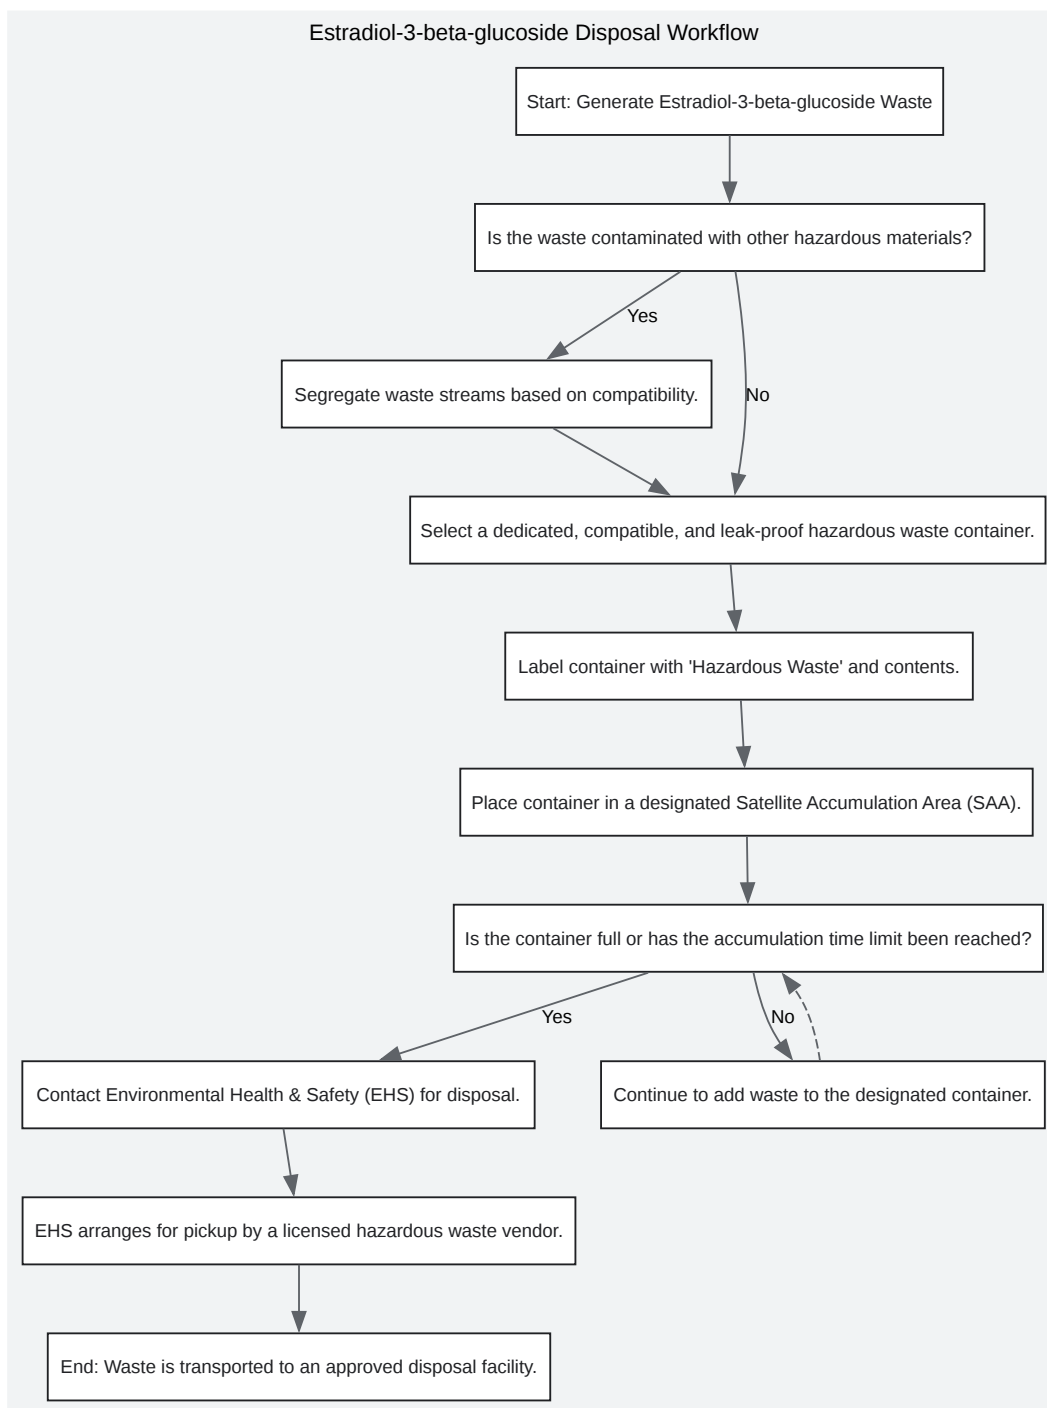 Estradiol-3-beta-glucoside Disposal Workflow
Start: Generate Estradiol-3-beta-glucoside Waste
Is the waste contaminated with other hazardous materials?
Yes
Segregate waste streams based on compatibility.
No
Select a dedicated, compatible, and leak-proof hazardous waste container.
Label container with 'Hazardous Waste' and contents.
Place container in a designated Satellite Accumulation Area (SAA).
Is the container full or has the accumulation time limit been reached?
Yes
No
Contact Environmental Health & Safety (EHS) for disposal.
Continue to add waste to the designated container.
EHS arranges for pickup by a licensed hazardous waste vendor.
End: Waste is transported to an approved disposal facility.